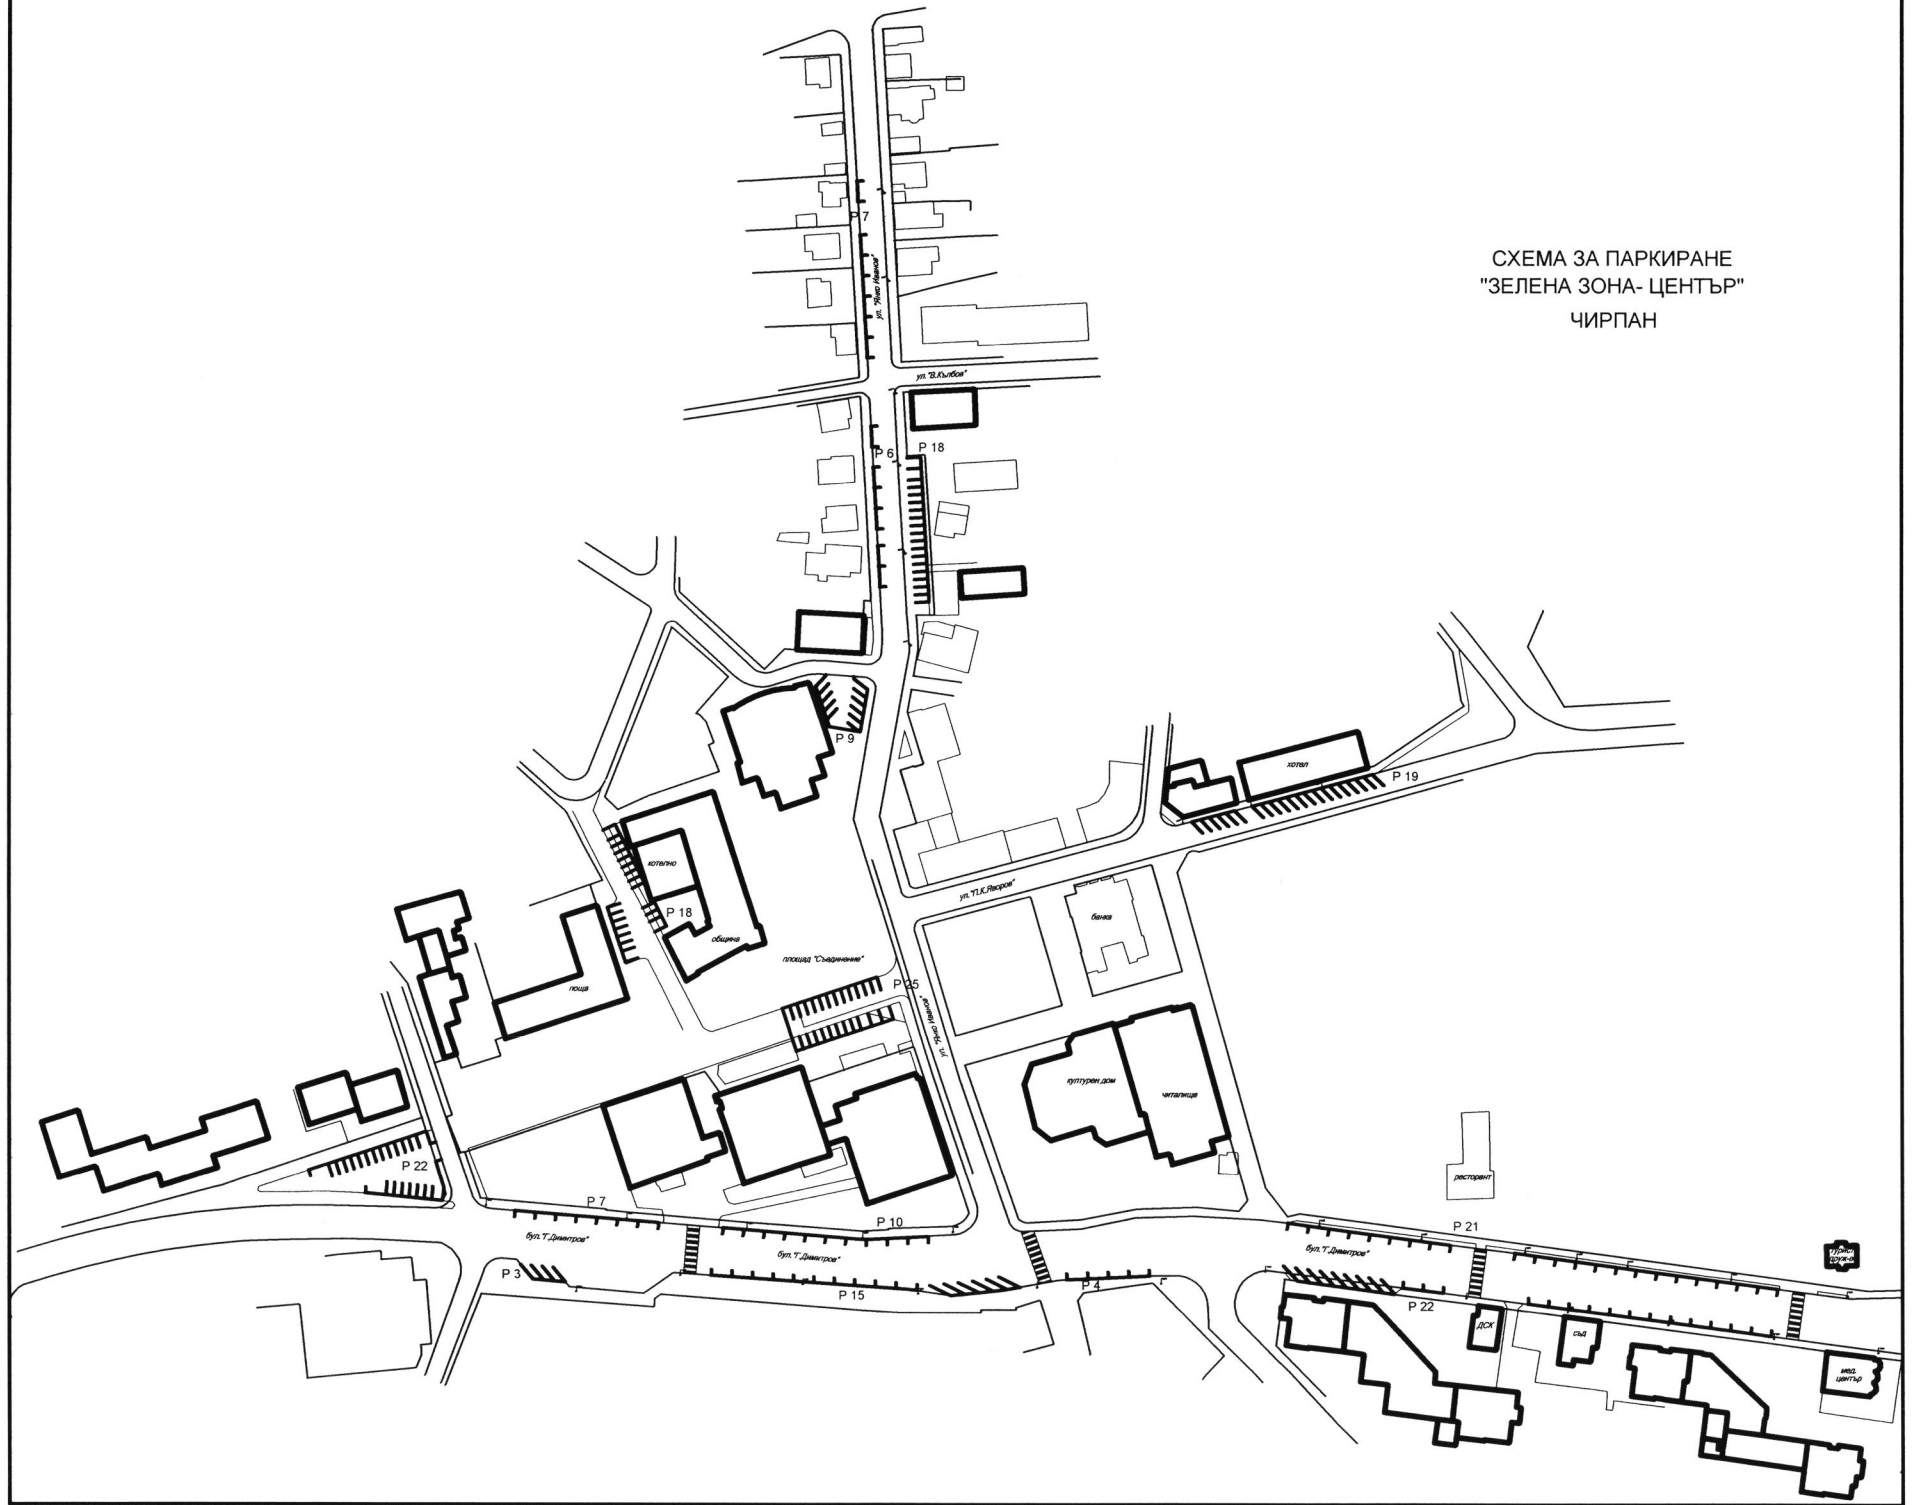 СХЕМА ЗА ПАРКИРАНЕ
"ЗЕЛЕНА ЗОНА- ЦЕНТЪР"
ЧИРПАН
P 7
ул. "Янко Иванов"
ул. "В.Кълбов"
P 6
P 18
P 9
хотел
P 19
котелно
ул. "П.К.Яворов"
P 18
банка
община
площад "Съединение"
поща
P 25
ул. "Янко Иванов"
културен дом
читалище
P 22
ресторант
P 7
P 10
P 21
бул."Г.Димитров"
бул."Г.Димитров"
бул."Г.Димитров"
P 3
P 15
P 4
P 22
ДСК
съд
мед.
център